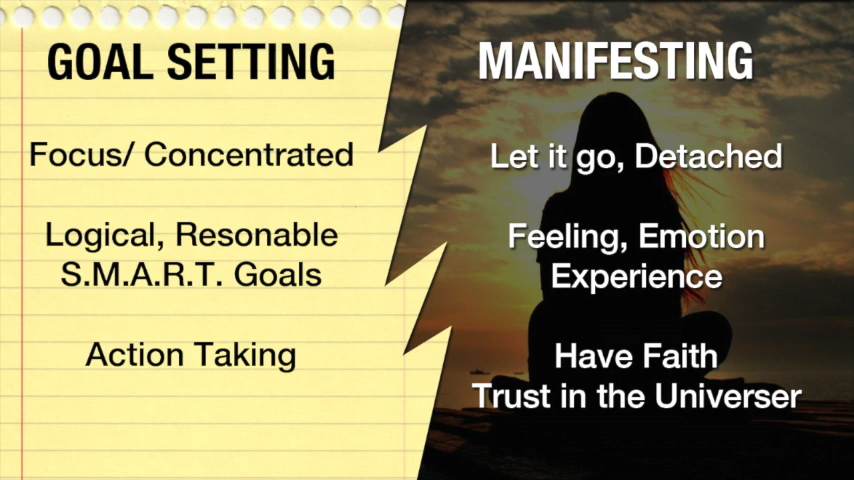 GOAL SETTING
Focus/ Concentrated
Logical, Resonable
S.M.A.R.T. Goals
Action Taking
MANIFESTING
Let it go, Detached
Feeling, Emotion
Experience
Have Faith
Trust in the Universer